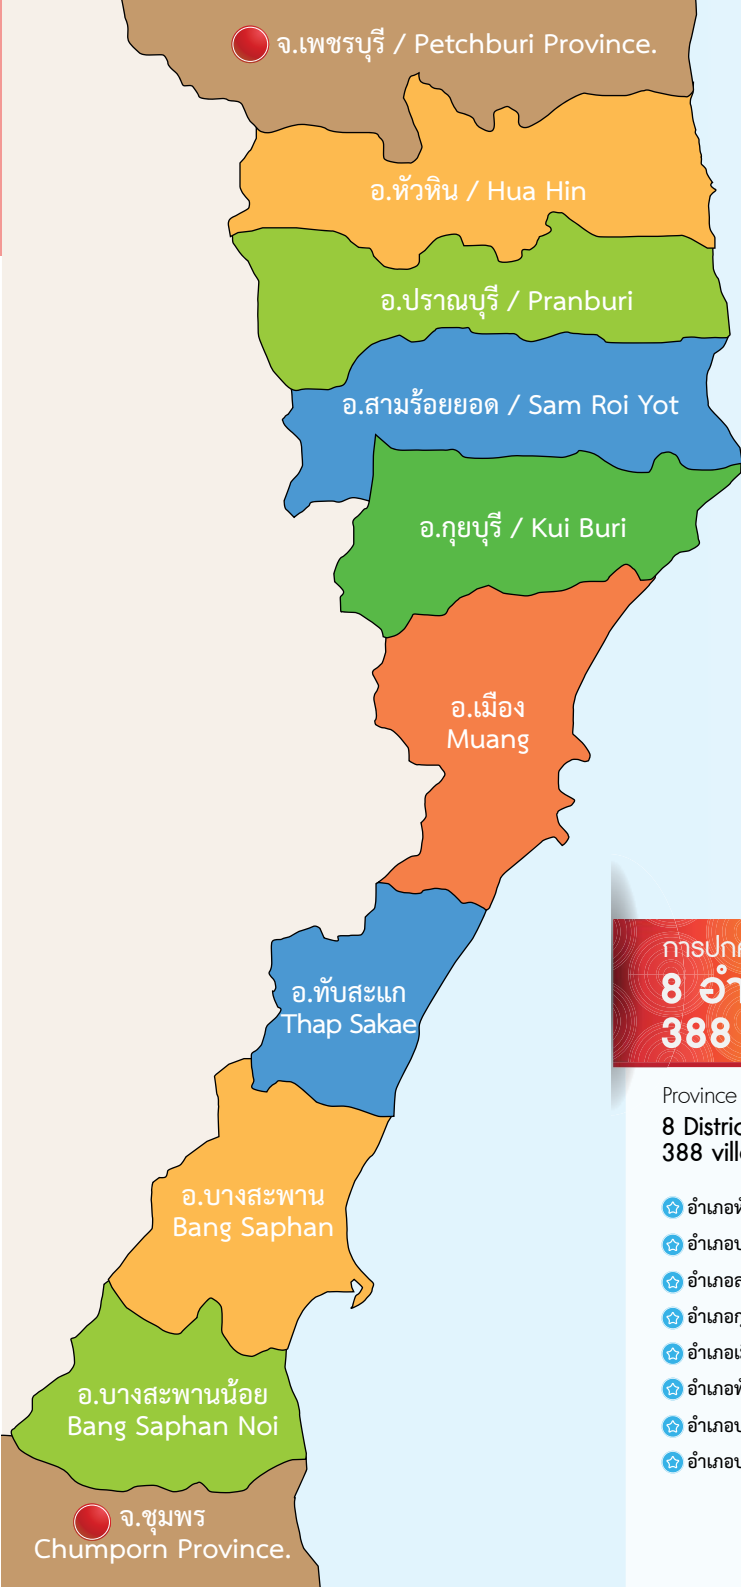 จ.เพชรบุรี / Petchburi Province.
อ.หัวหิน / Hua Hin
อ.ปราณบุรี / Pranburi
อ.สามร้อยยอด / Sam Roi Yot
อ.กุยบุรี / Kui Buri
อ.เมือง
Muang
อ.ทับสะแก
Thap Sakae
อ.บางสะพาน
Bang Saphan
อ.บางสะพานน้อย
Bang Saphan Noi
จ.ชุมพร
Chumporn Province.
8
388
Province
8
388